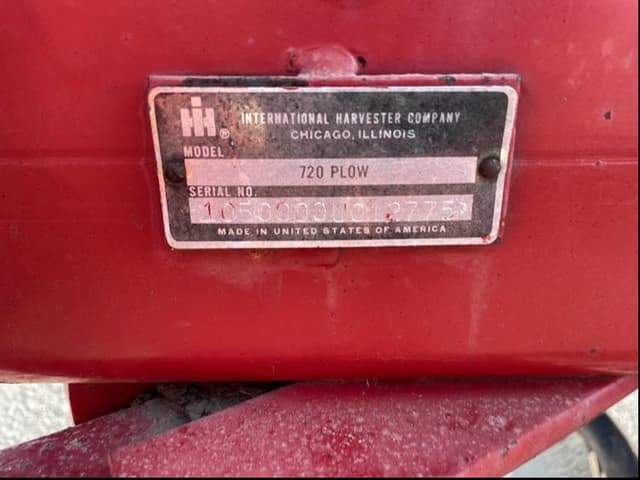 IH® INTERNATIONAL HARVESTER COMPANY
CHICAGO, ILLINOIS
MODEL
720 PLOW
SERIAL NO.
MADE IN UNITED STATES OF AMERICA